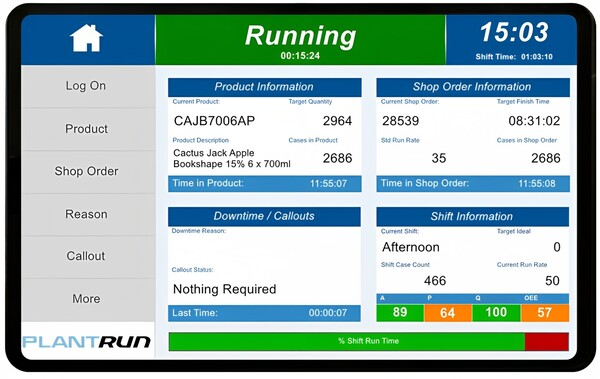 Running
00:15:24
15:03
Shift Time: 01:03:10
Log On
Product
Shop Order
Reason
Callout
More
PLANTRUN
Product Information
Current Product:
Target Quantity
CAJB7006AP
2964
Product Description
Cases in Product
Cactus Jack Apple
Bookshape 15% 6 x 700ml
2686
Time in Product:
11:55:07
Shop Order Information
Current Shop Order:
Target Finish Time
28539
08:31:02
Std Run Rate
Cases in Shop Order
35
2686
Time in Shop Order:
11:55:08
Downtime / Callouts
Downtime Reason:
Callout Status:
Nothing Required
Last Time:
00:00:07
Shift Information
Current Shift:
Target Ideal
Afternoon
0
Shift Case Count
Current Run Rate
466
50
A P Q OEE
89 64 100 57
% Shift Run Time